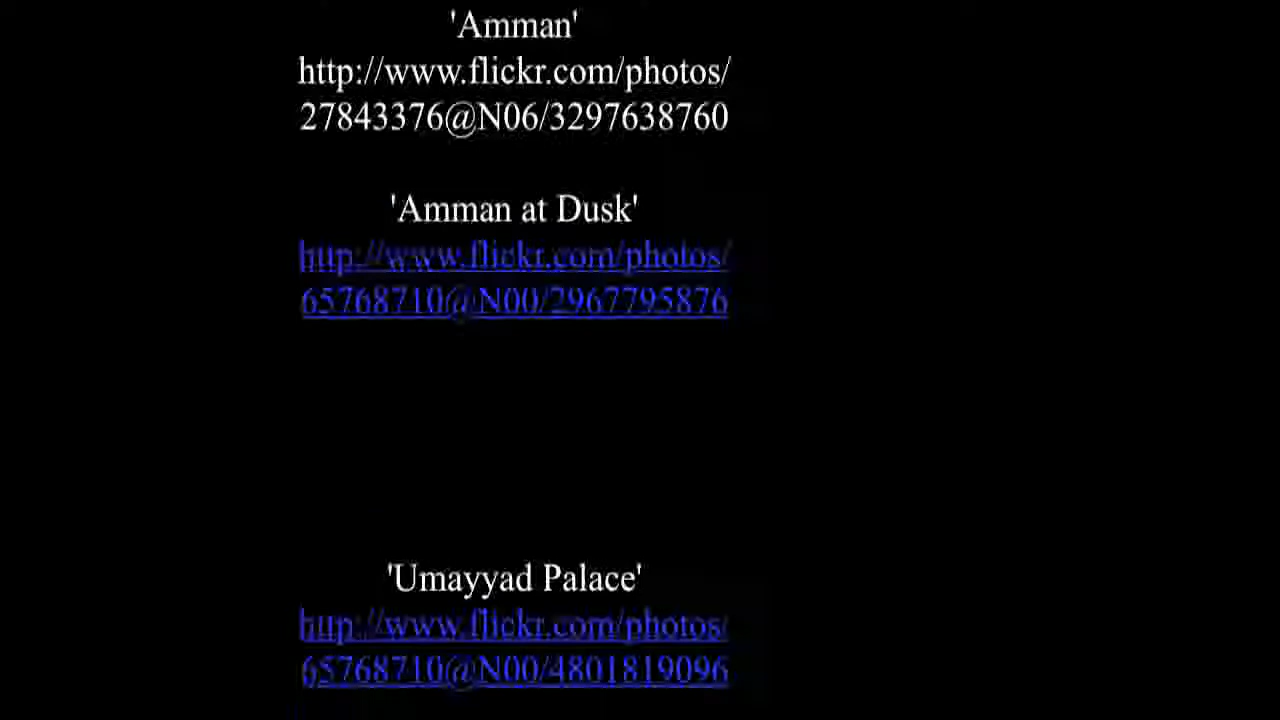 'Amman'
http://www.flickr.com/photos/
27843376@N06/3297638760
'Amman at Dusk'
http://www.flickr.com/photos/
65768710@N00/2967795876
'Umayyad Palace'
http://www.flickr.com/photos/
65768710@N00/4801819096